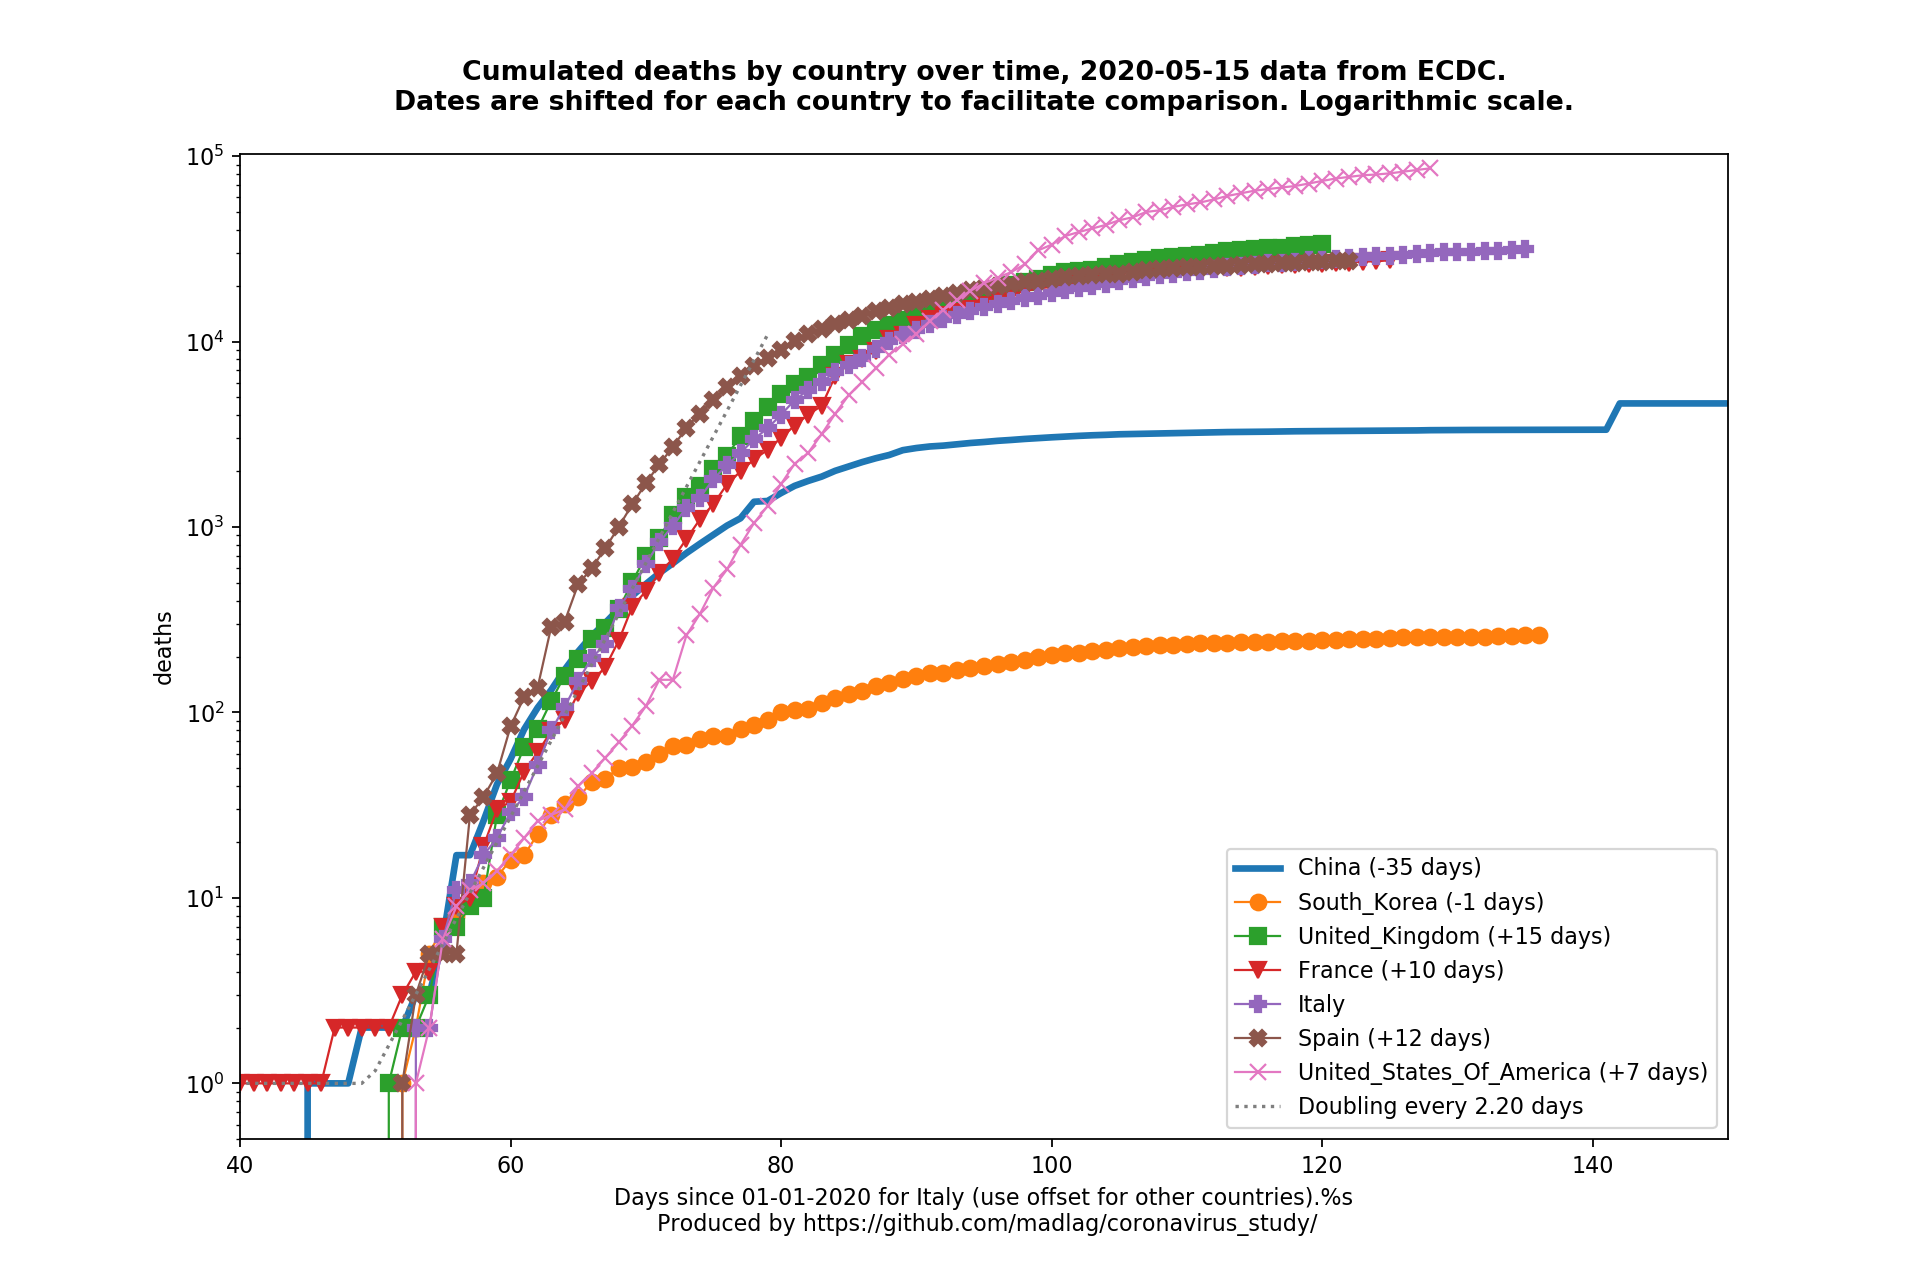 Cumulated deaths by country over time, 2020-05-15 data from ECDC.
Dates are shifted for each country to facilitate comparison. Logarithmic scale.
10^5
10^4
10^3
10^2
10^1
10^0
deaths
China (-35 days)
South_Korea (-1 days)
United_Kingdom (+15 days)
France (+10 days)
Italy
Spain (+12 days)
United_States_Of_America (+7 days)
Doubling every 2.20 days
40 60 80 100 120 140
Days since 01-01-2020 for Italy (use offset for other countries).%s
Produced by https://github.com/madlag/coronavirus_study/